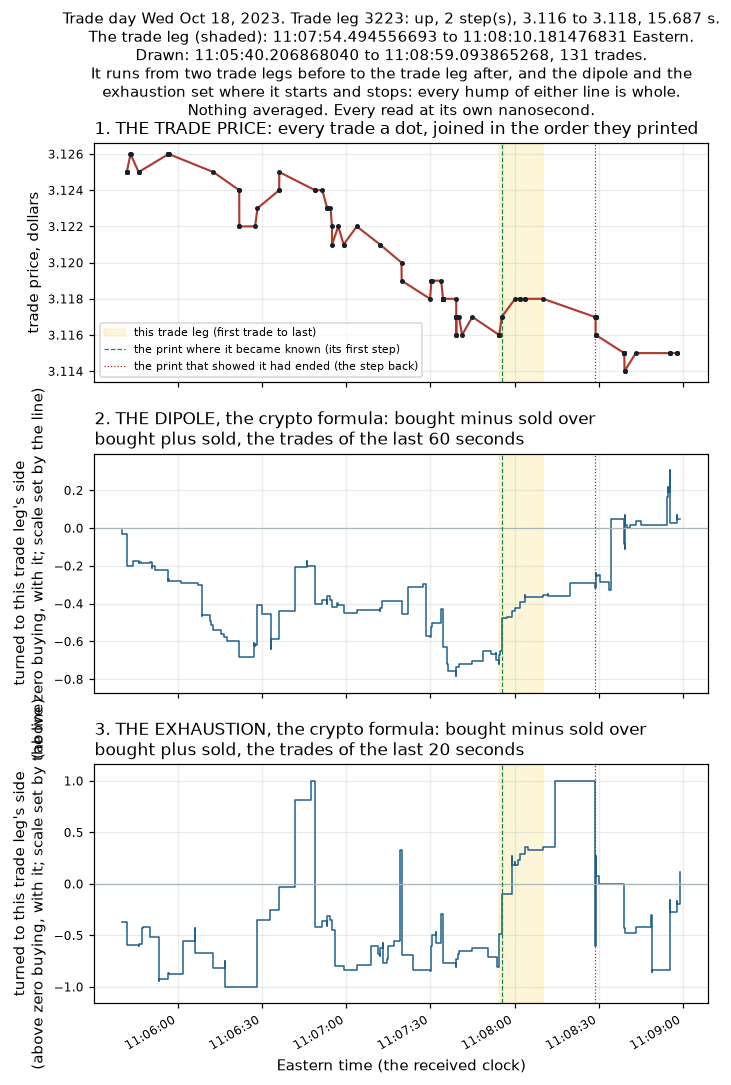 Trade day Wed Oct 18, 2023. Trade leg 3223: up, 2 step(s), 3.116 to 3.118, 15.687 s.
The trade leg (shaded): 11:07:54.494556693 to 11:08:10.181476831 Eastern.
Drawn: 11:05:40.206868040 to 11:08:59.093865268, 131 trades.
It runs from two trade legs before to the trade leg after, and the dipole and the
exhaustion set where it starts and stops: every hump of either line is whole.
Nothing averaged. Every read at its own nanosecond.
1. THE TRADE PRICE: every trade a dot, joined in the order they printed
trade price, dollars
3.126
3.124
3.122
3.120
3.118
3.116
3.114
this trade leg (first trade to last)
the print where it became known (its first step)
the print that showed it had ended (the step back)
2. THE DIPOLE, the crypto formula: bought minus sold over
bought plus sold, the trades of the last 60 seconds
turned to this trade leg's side
(above zero buying, with it; scale set by the line)
0.2
0.0
−0.2
−0.4
−0.6
−0.8
3. THE EXHAUSTION, the crypto formula: bought minus sold over
bought plus sold, the trades of the last 20 seconds
turned to this trade leg's side
(above zero buying, with it; scale set by the line)
1.0
0.5
0.0
−0.5
−1.0
11:06:00
11:06:30
11:07:00
11:07:30
11:08:00
11:08:30
11:09:00
Eastern time (the received clock)